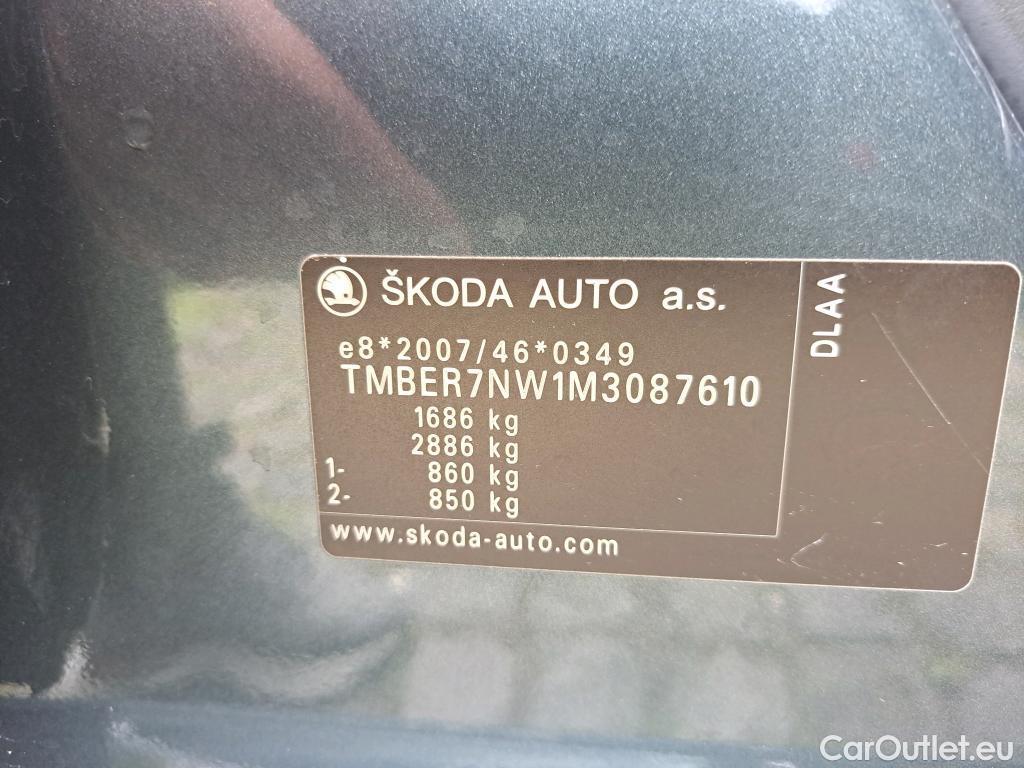 ŠKODA AUTO a.s.
DLAA
e8*2007/46*0349
TMBER7NW1M3087610
1686 kg
2886 kg
1- 860 kg
2- 850 kg
www.skoda-auto.com
CarOutlet.eu